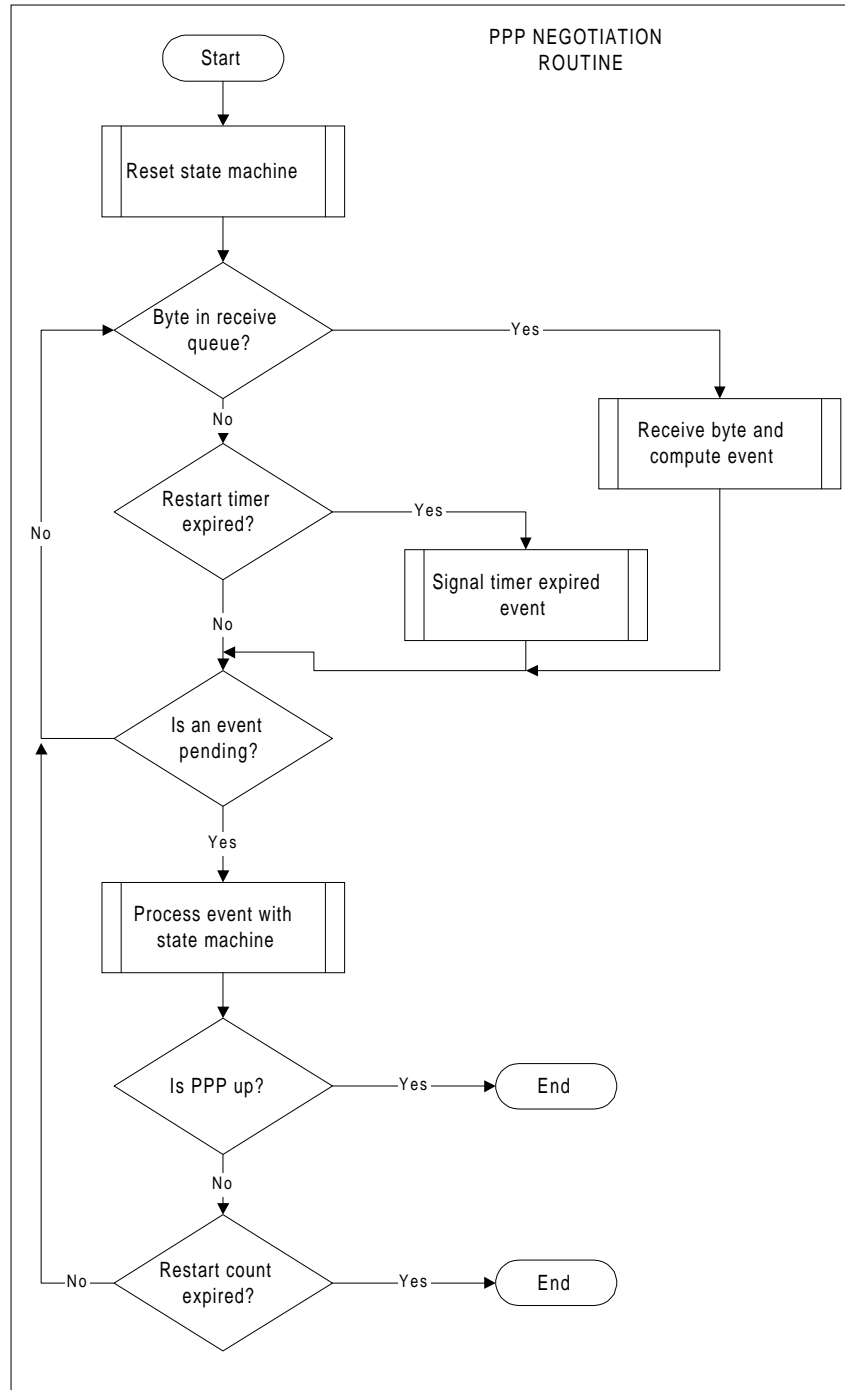 PPP NEGOTIATION
ROUTINE
Start
Reset state machine
Byte in receive
queue?
Yes
No
Receive byte and
compute event
Restart timer
expired?
Yes
No
Signal timer expired
event
No
Is an event
pending?
Yes
Process event with
state machine
Is PPP up?
Yes
End
No
Restart count
expired?
No
Yes
End